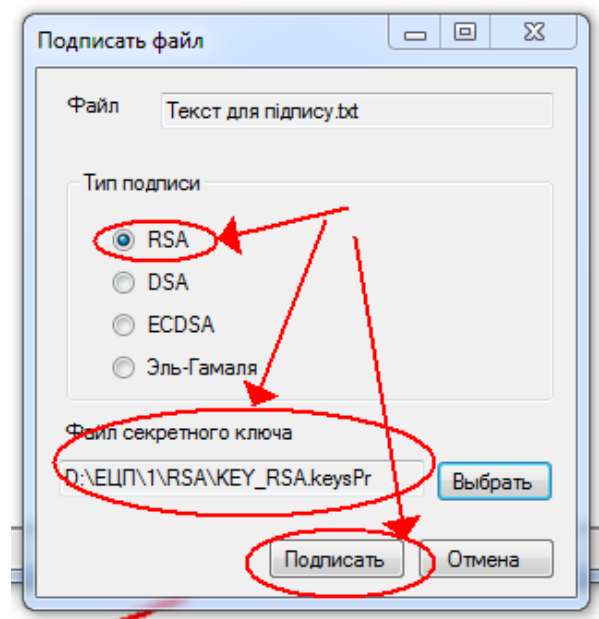 Подписать файл
Файл
Текст для підпису.txt
Тип подписи
RSA
DSA
ECDSA
Эль-Гамаля
Файл секретного ключа
D:\ЕЦП\1\RSA\KEY_RSA.keysPr
Выбрать
Подписать
Отмена